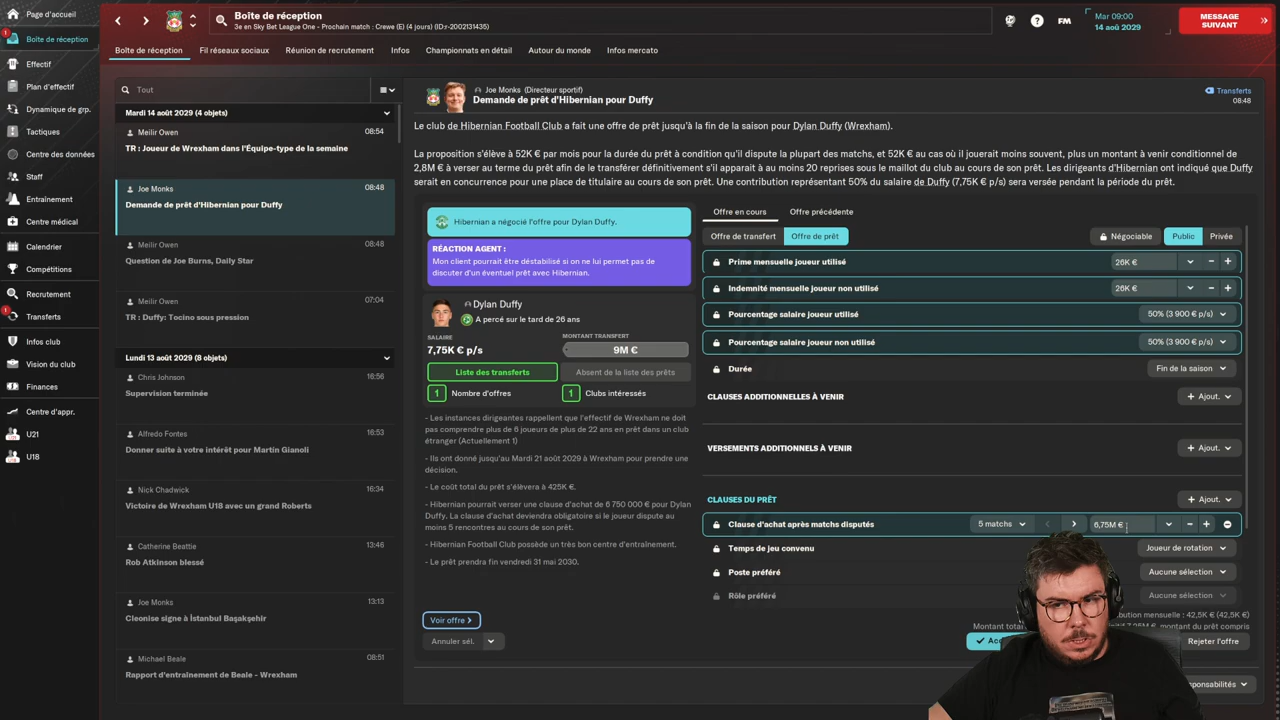 Page d'accueil
1
Boîte de réception
Effectif
Plan d'effectif
Dynamique de grp.
Tactiques
Centre des données
Staff
Entraînement
Centre médical
Calendrier
Compétitions
Recrutement
1
Transferts
Infos club
Vision du club
Finances
Centre d'appr.
U21
U18
Boîte de réception
3e en Sky Bet League One - Prochain match : Crewe (E) (4 jours) (ID:r-2002131435)
FM
Mar 09:00
14 aoû 2029
MESSAGE
SUIVANT
Boîte de réception
Fil réseaux sociaux
Réunion de recrutement
Infos
Championnats en détail
Autour du monde
Infos mercato
Tout
Mardi 14 août 2029 (4 objets)
Meilir Owen
08:54
TR : Joueur de Wrexham dans l'Équipe-type de la semaine
Joe Monks
08:48
Demande de prêt d'Hibernian pour Duffy
Meilir Owen
08:48
Question de Joe Burns, Daily Star
Meilir Owen
07:04
TR : Duffy: Tocino sous pression
Lundi 13 août 2029 (8 objets)
Chris Johnson
16:56
Supervision terminée
Alfredo Fontes
16:53
Donner suite à votre intérêt pour Martín Gianoli
Nick Chadwick
16:34
Victoire de Wrexham U18 avec un grand Roberts
Catherine Beattie
13:46
Rob Atkinson blessé
Joe Monks
13:13
Cleonise signe à İstanbul Başakşehir
Michael Beale
08:51
Rapport d'entraînement de Beale - Wrexham
Joe Monks (Directeur sportif)
Demande de prêt d'Hibernian pour Duffy
Transferts
08:48
Le club de Hibernian Football Club a fait une offre de prêt jusqu'à la fin de la saison pour Dylan Duffy (Wrexham).
La proposition s'élève à 52K € par mois pour la durée du prêt à condition qu'il dispute la plupart des matchs, et 52K € au cas où il jouerait moins souvent, plus un montant à venir conditionnel de
2,8M € à verser au terme du prêt afin de le transférer définitivement s'il apparait à au moins 20 reprises sous le maillot du club au cours de son prêt. Les dirigeants d'Hibernian ont indiqué que Duffy
serait en concurrence pour une place de titulaire au cours de son prêt. Une contribution représentant 50% du salaire de Duffy (7,75K € p/s) sera versée pendant la période du prêt.
Hibernian a négocié l'offre pour Dylan Duffy.
RÉACTION AGENT :
Mon client pourrait être déstabilisé si on ne lui permet pas de
discuter d'un éventuel prêt avec Hibernian.
Dylan Duffy
A percé sur le tard de 26 ans
SALAIRE
7,75K € p/s
MONTANT TRANSFERT
9M €
Liste des transferts
Absent de la liste des prêts
1
Nombre d'offres
1
Clubs intéressés
- Les instances dirigeantes rappellent que l'effectif de Wrexham ne doit
pas comprendre plus de 6 joueurs de plus de 22 ans en prêt dans un club
étranger (Actuellement 1)
- Ils ont donné jusqu'au Mardi 21 août 2029 à Wrexham pour prendre une
décision.
- Le coût total du prêt s'élèvera à 425K €.
- Hibernian pourrait verser une clause d'achat de 6 750 000 € pour Dylan
Duffy. La clause d'achat deviendra obligatoire si le joueur dispute au
moins 5 rencontres au cours de son prêt.
- Hibernian Football Club possède un très bon centre d'entraînement.
- Le prêt prendra fin vendredi 31 mai 2030.
Voir offre
Annuler sél.
Offre en cours
Offre précédente
Offre de transfert
Offre de prêt
Négociable
Public
Privée
Prime mensuelle joueur utilisé
26K €
Indemnité mensuelle joueur non utilisé
26K €
Pourcentage salaire joueur utilisé
50% (3 900 € p/s)
Pourcentage salaire joueur non utilisé
50% (3 900 € p/s)
Durée
Fin de la saison
CLAUSES ADDITIONNELLES À VENIR
Ajout.
VERSEMENTS ADDITIONNELS À VENIR
Ajout.
CLAUSES DU PRÊT
Ajout.
Clause d'achat après matchs disputés
5 matchs
6,75M €
Temps de jeu convenu
Joueur de rotation
Poste préféré
Aucune sélection
Rôle préféré
Aucune sélection
mensuelle : 42,5K € (42,5K €)
Montant
montant du prêt compris
Rejeter l'offre